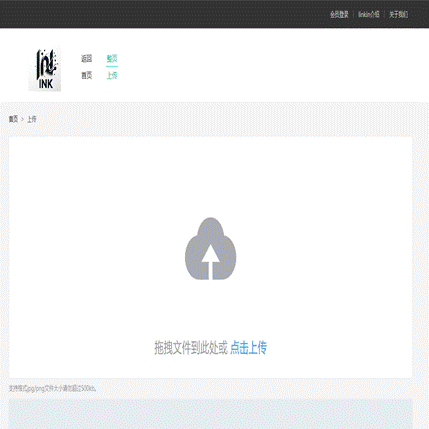 会员登录 | linkin介绍 | 关于我们
INK
返回 整页
首页 上传
首页 > 上传
拖拽文件到此处或 点击上传
支持格式jpg/png文件大小请勿超过500kb。